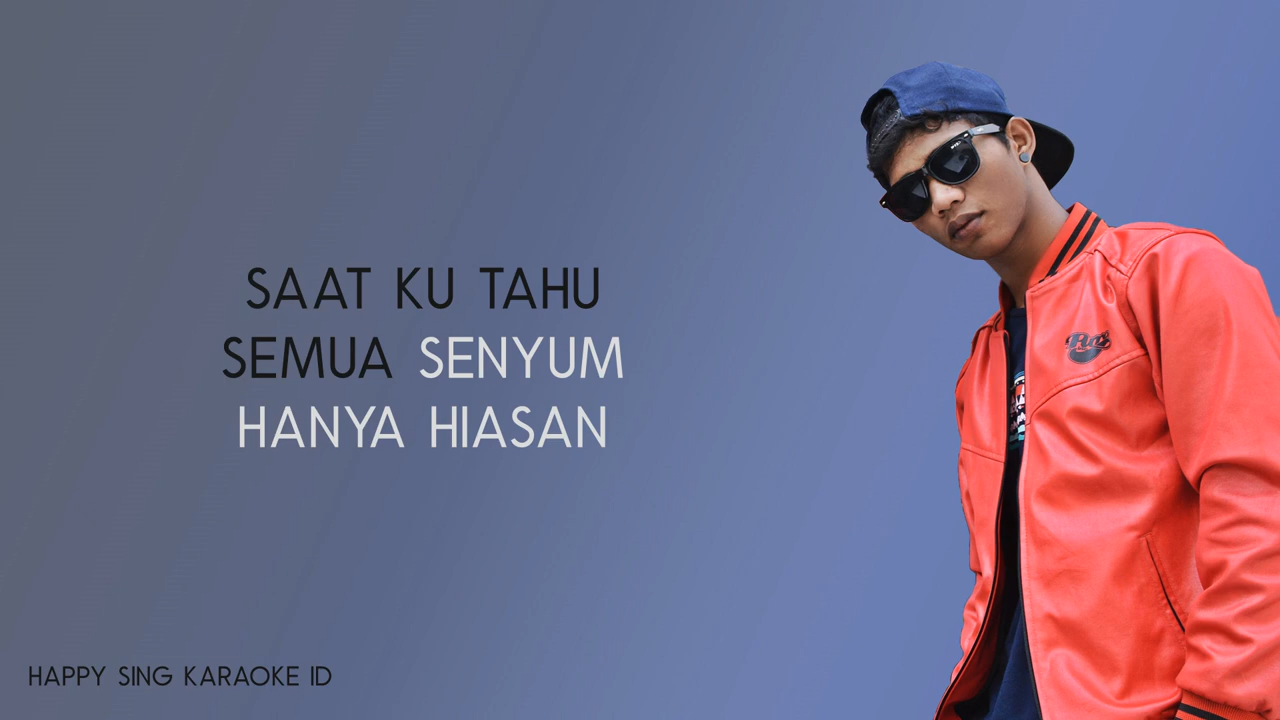 SAAT KU TAHU
SEMUA SENYUM
HANYA HIASAN
HAPPY SING KARAOKE ID